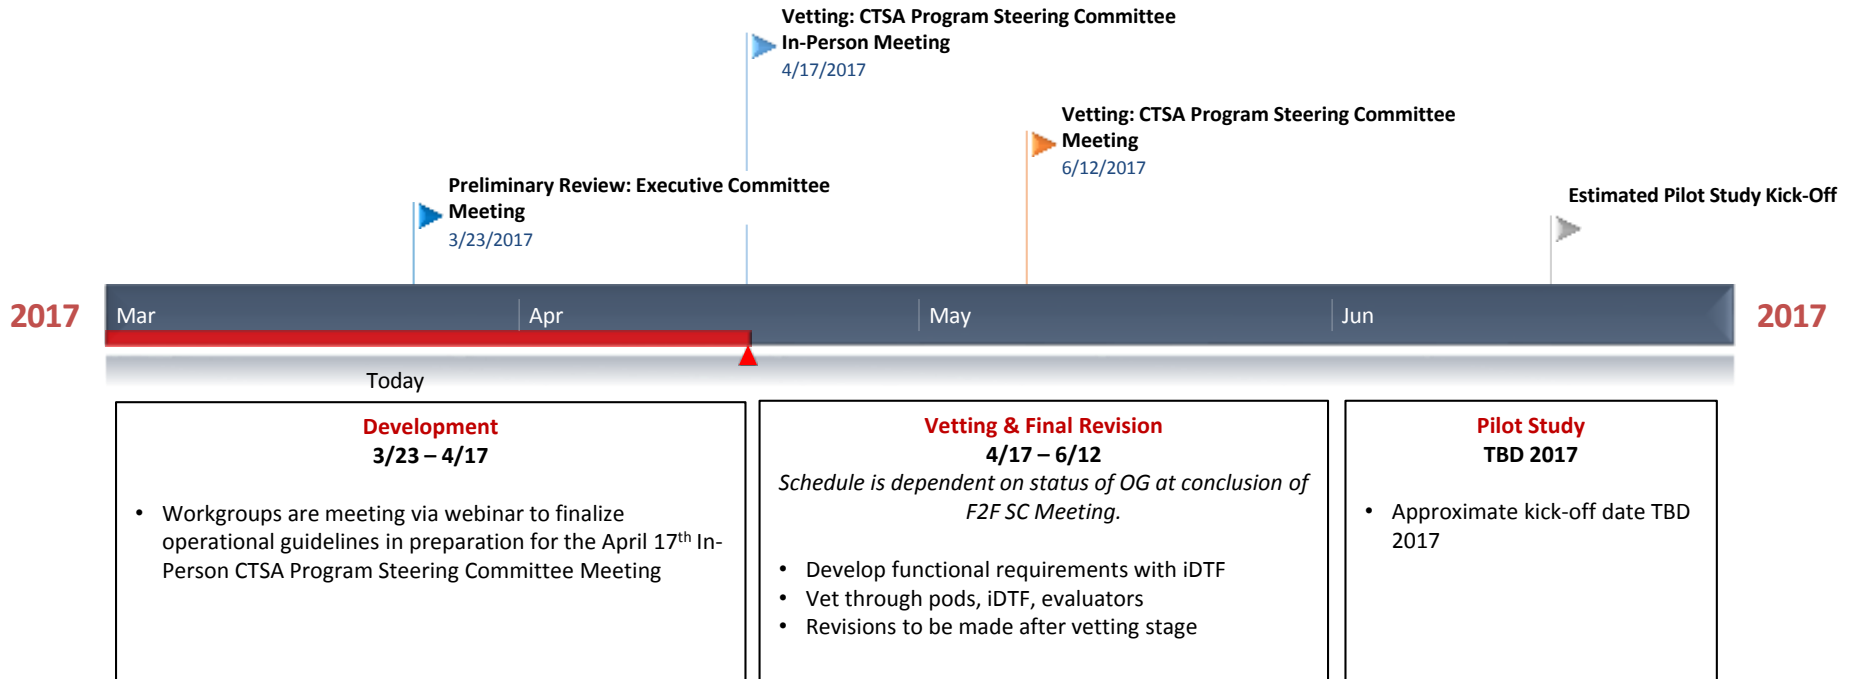 Vetting: CTSA Program Steering Committee
In-Person Meeting
4/17/2017
Vetting: CTSA Program Steering Committee
Meeting
6/12/2017
Preliminary Review: Executive Committee
Meeting
3/23/2017
Estimated Pilot Study Kick-Off
2017
Mar
Apr
May
Jun
2017
Today
Development
3/23 – 4/17
• Workgroups are meeting via webinar to finalize
operational guidelines in preparation for the April 17th In-
Person CTSA Program Steering Committee Meeting
Vetting & Final Revision
4/17 – 6/12
Schedule is dependent on status of OG at conclusion of
F2F SC Meeting.
• Develop functional requirements with iDTF
• Vet through pods, iDTF, evaluators
• Revisions to be made after vetting stage
Pilot Study
TBD 2017
• Approximate kick-off date TBD
2017